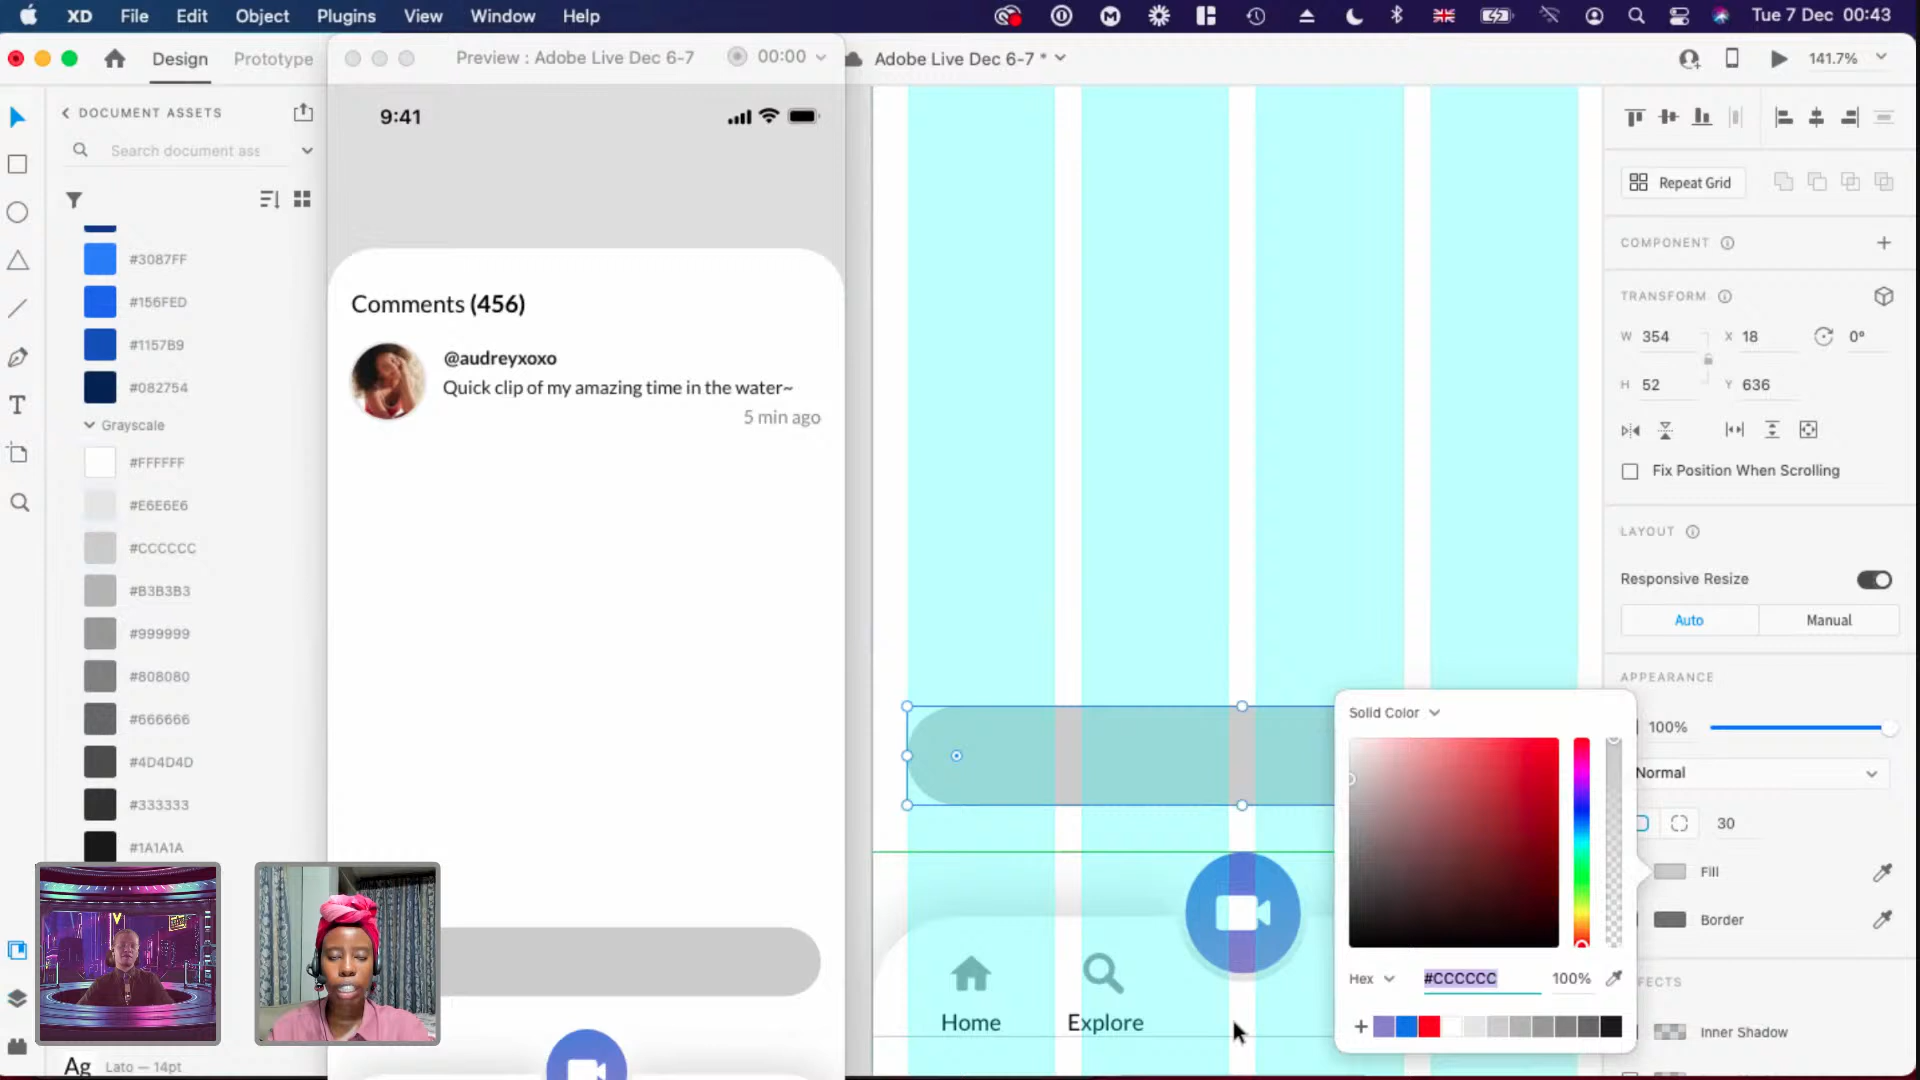 XD File Edit Object Plugins View Window Help
Tue 7 Dec 00:43
Design Prototype
Preview : Adobe Live Dec 6-7
00:00
Adobe Live Dec 6-7 *
141.7%
DOCUMENT ASSETS
Search document ass
#3087FF
#156FED
#1157B9
#082754
Grayscale
#FFFFFF
#E6E6E6
#CCCCCC
#B3B3B3
#999999
#808080
#666666
#4D4D4D
#333333
#1A1A1A
Ag Lato — 14pt
9:41
Comments (456)
@audreyxoxo
Quick clip of my amazing time in the water~
5 min ago
Home
Explore
Solid Color
Hex #CCCCCC 100%
Repeat Grid
COMPONENT
TRANSFORM
W 354 X 18 0°
H 52 Y 636
Fix Position When Scrolling
LAYOUT
Responsive Resize
Auto Manual
APPEARANCE
100%
Normal
30
Fill
Border
FECTS
Inner Shadow